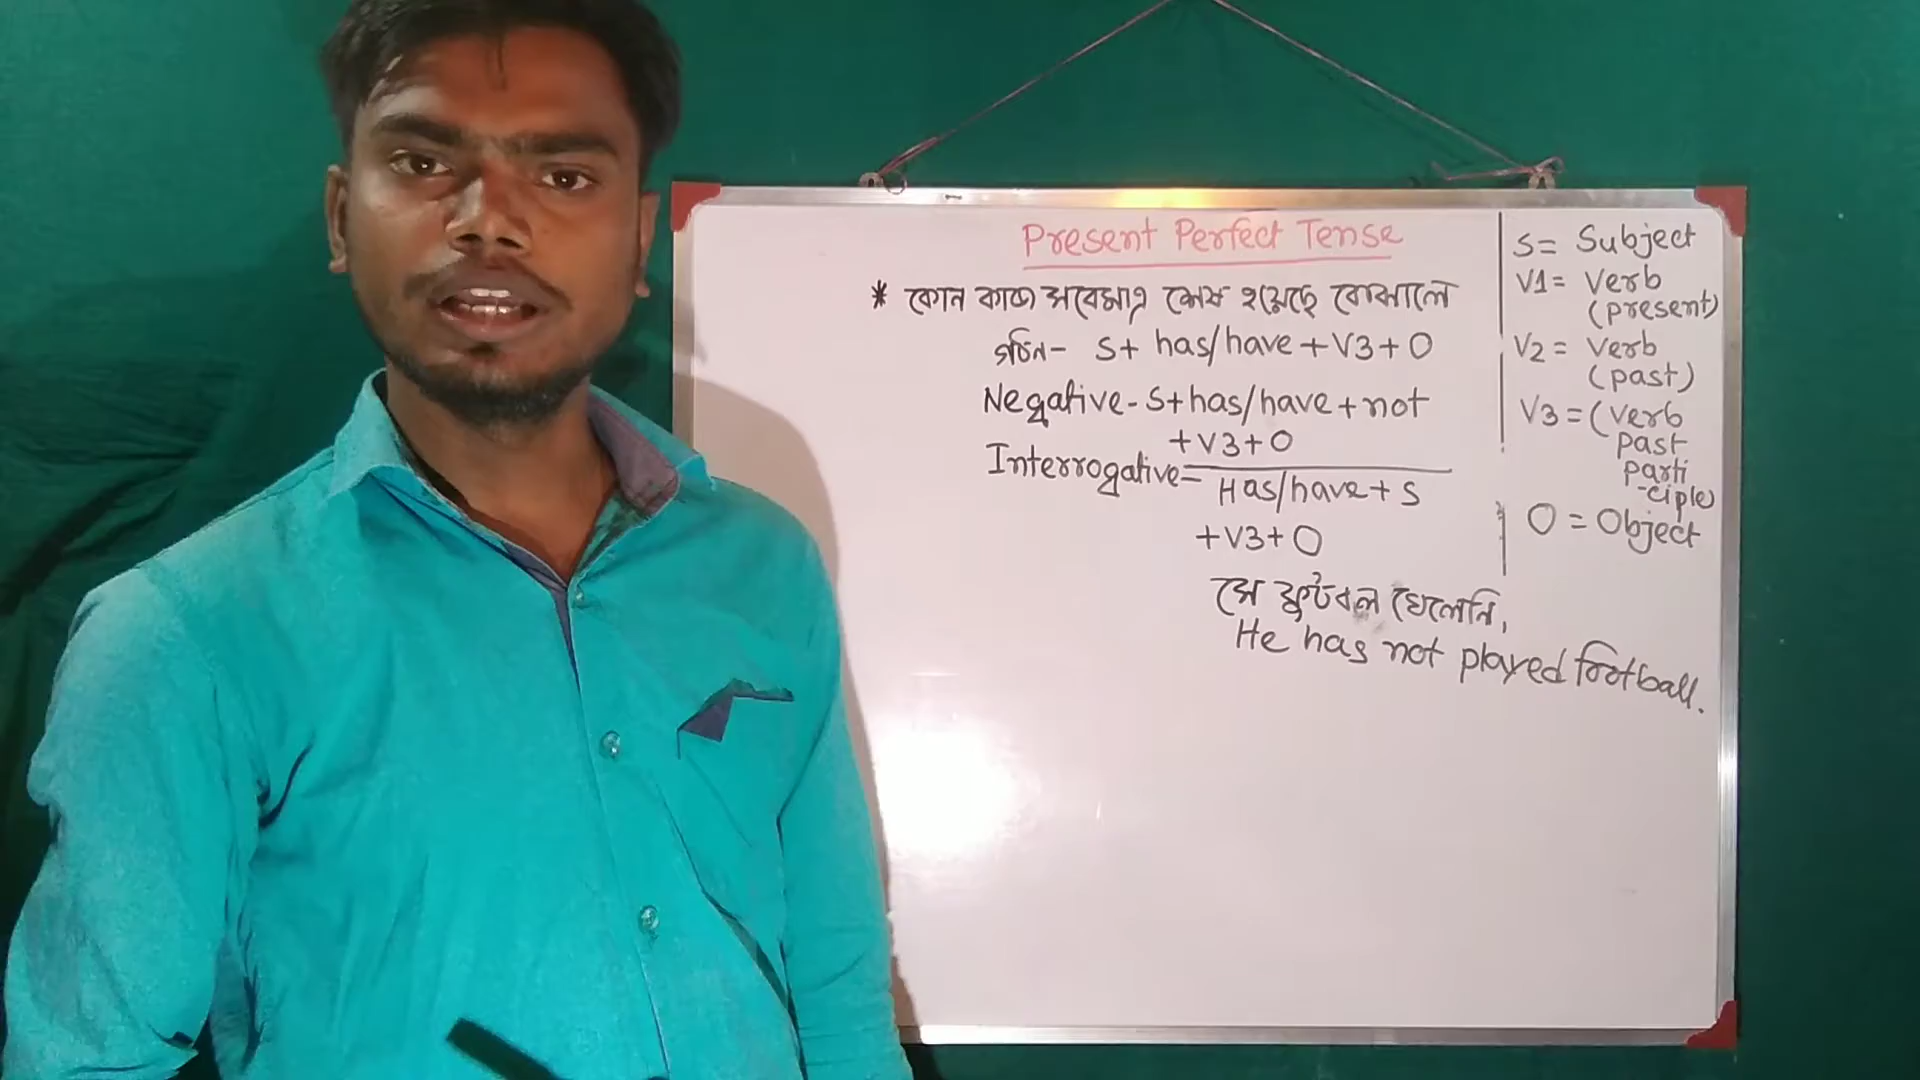 Present Perfect Tense
* কোন কাজ সবেমাত্র শেষ হয়েছে বোঝালে
গঠন- S+ has/have +V3+O
Negative- S+has/have+not
+V3+O
Interrogative- Has/have+S
+V3+O
সে ফুটবল খেলেনি,
He has not played football.
S= Subject
V1= Verb
(present)
V2= Verb
(past)
V3=(Verb
past
parti
-ciple)
O=Object